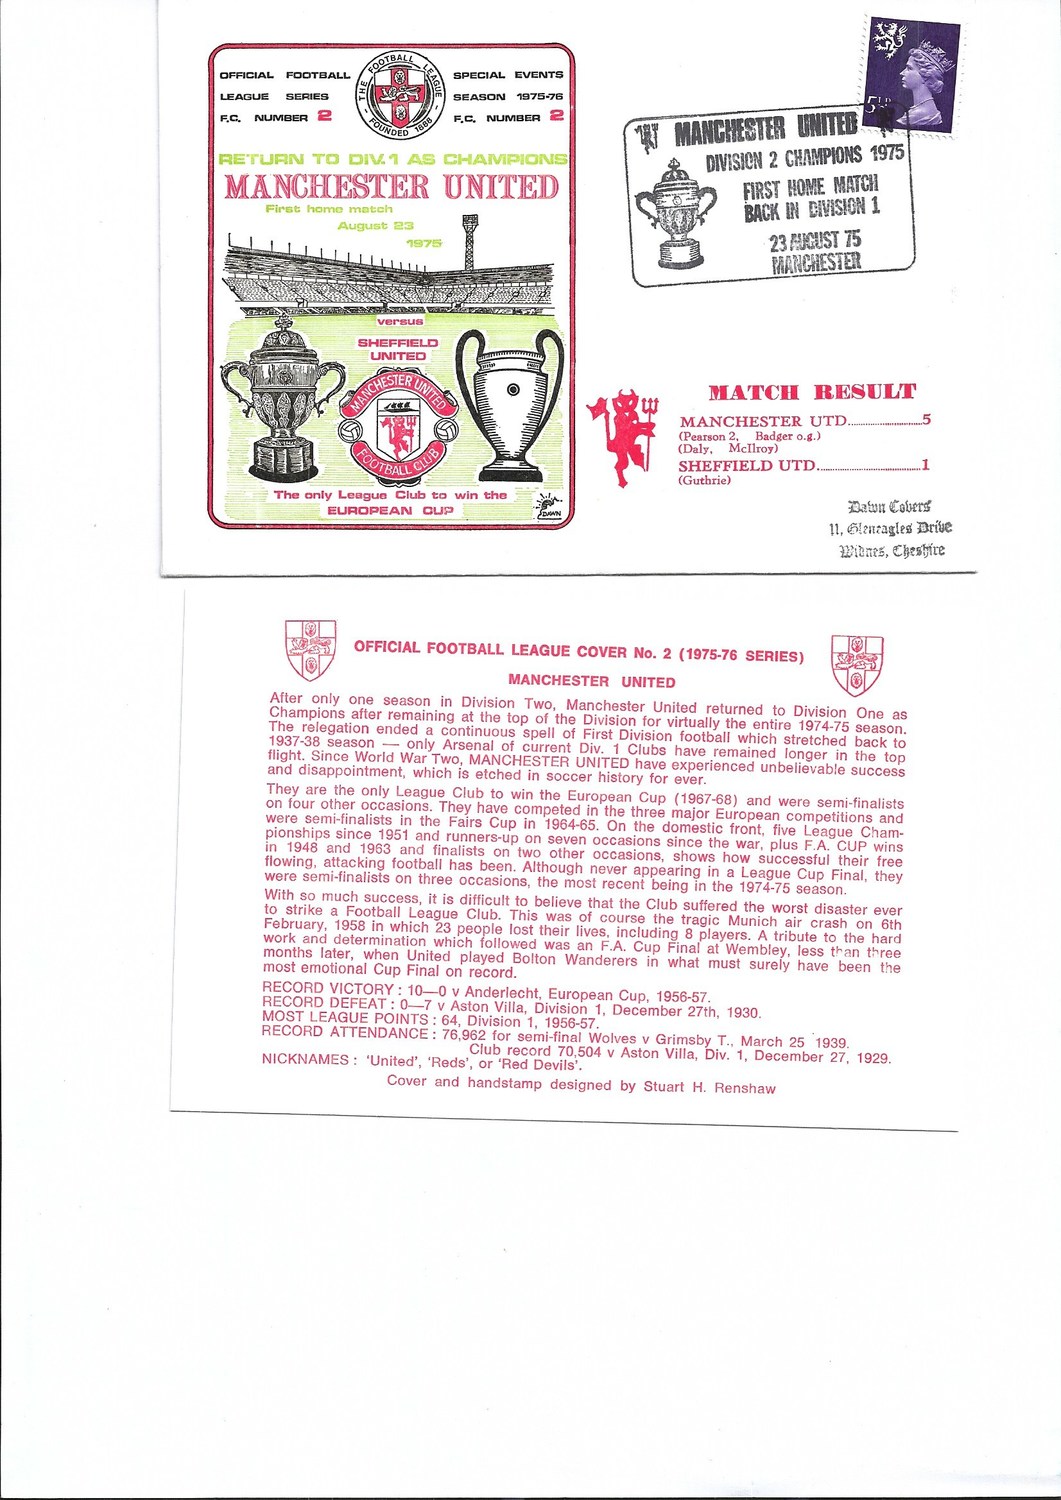 OFFICIAL FOOTBALL
LEAGUE SERIES
F.C. NUMBER 2
THE FOOTBALL LEAGUE
FOUNDED 1888
SPECIAL EVENTS
SEASON 1975-76
F.C. NUMBER 2
RETURN TO DIV.1 AS CHAMPIONS
MANCHESTER UNITED
First home match
August 23
1975
versus
SHEFFIELD
UNITED
MANCHESTER UNITED
FOOTBALL CLUB
The only League Club to win the
EUROPEAN CUP
DAWN
5½P
MANCHESTER UNITED
DIVISION 2 CHAMPIONS 1975
FIRST HOME MATCH
BACK IN DIVISION 1
23 AUGUST 75
MANCHESTER
MATCH RESULT
MANCHESTER UTD..........................5
(Pearson 2, Badger o.g.)
(Daly, McIlroy)
SHEFFIELD UTD....................................1
(Guthrie)
Dawn Covers
11, Gleneagles Drive
Widnes, Cheshire
OFFICIAL FOOTBALL LEAGUE COVER No. 2 (1975-76 SERIES)
MANCHESTER UNITED
After only one season in Division Two, Manchester United returned to Division One as
Champions after remaining at the top of the Division for virtually the entire 1974-75 season.
The relegation ended a continuous spell of First Division football which stretched back to
1937-38 season — only Arsenal of current Div. 1 Clubs have remained longer in the top
flight. Since World War Two, MANCHESTER UNITED have experienced unbelievable success
and disappointment, which is etched in soccer history for ever.
They are the only League Club to win the European Cup (1967-68) and were semi-finalists
on four other occasions. They have competed in the three major European competitions and
were semi-finalists in the Fairs Cup in 1964-65. On the domestic front, five League Cham-
pionships since 1951 and runners-up on seven occasions since the war, plus F.A. CUP wins
in 1948 and 1963 and finalists on two other occasions, shows how successful their free
flowing, attacking football has been. Although never appearing in a League Cup Final, they
were semi-finalists on three occasions, the most recent being in the 1974-75 season.
With so much success, it is difficult to believe that the Club suffered the worst disaster ever
to strike a Football League Club. This was of course the tragic Munich air crash on 6th
February, 1958 in which 23 people lost their lives, including 8 players. A tribute to the hard
work and determination which followed was an F.A. Cup Final at Wembley, less than three
months later, when United played Bolton Wanderers in what must surely have been the
most emotional Cup Final on record.
RECORD VICTORY : 10—0 v Anderlecht, European Cup, 1956-57.
RECORD DEFEAT : 0—7 v Aston Villa, Division 1, December 27th, 1930.
MOST LEAGUE POINTS : 64, Division 1, 1956-57.
RECORD ATTENDANCE : 76,962 for semi-final Wolves v Grimsby T., March 25 1939.
Club record 70,504 v Aston Villa, Div. 1, December 27, 1929.
NICKNAMES : 'United', 'Reds', or 'Red Devils'.
Cover and handstamp designed by Stuart H. Renshaw